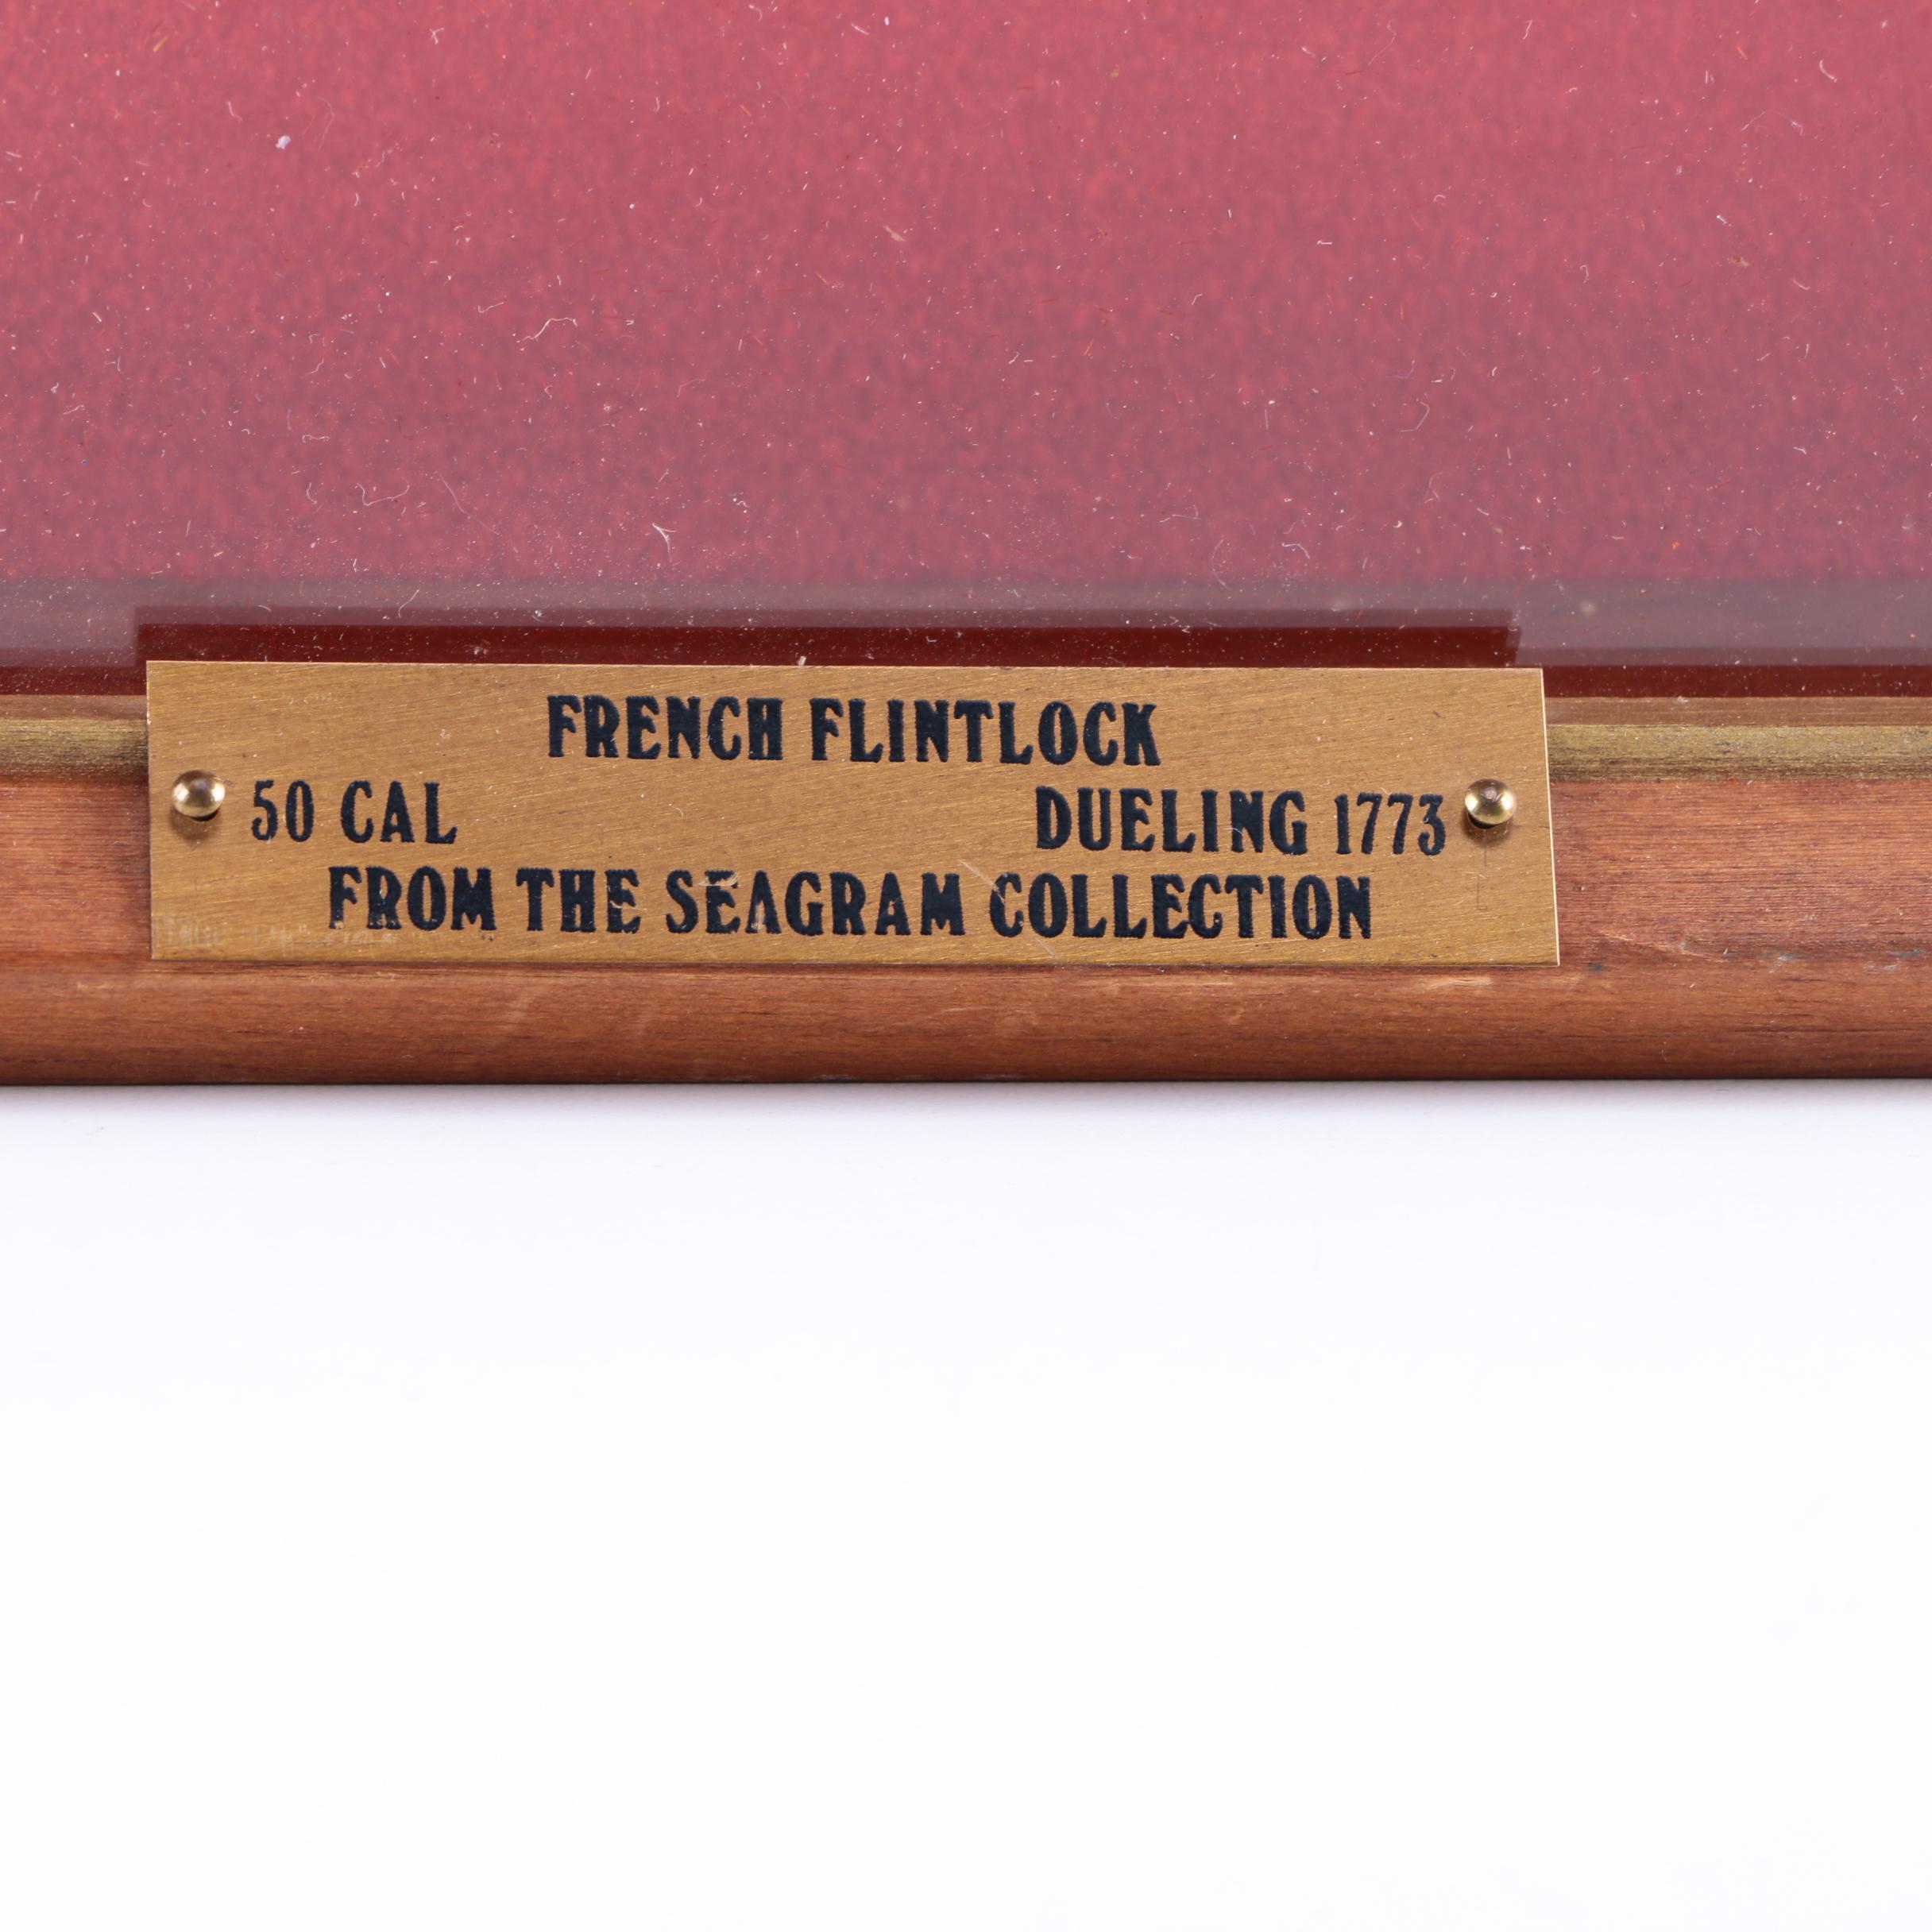 FRENCH FLINTLOCK
50 CAL DUELING 1773
FROM THE SEAGRAM COLLECTION